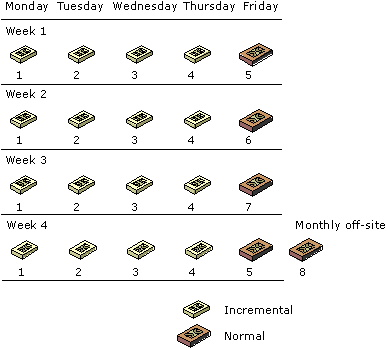 Monday Tuesday Wednesday Thursday Friday
Week 1
1 2 3 4 5
Week 2
1 2 3 4 6
Week 3
1 2 3 4 7
Week 4 Monthly off-site
1 2 3 4 5 8
Incremental
Normal